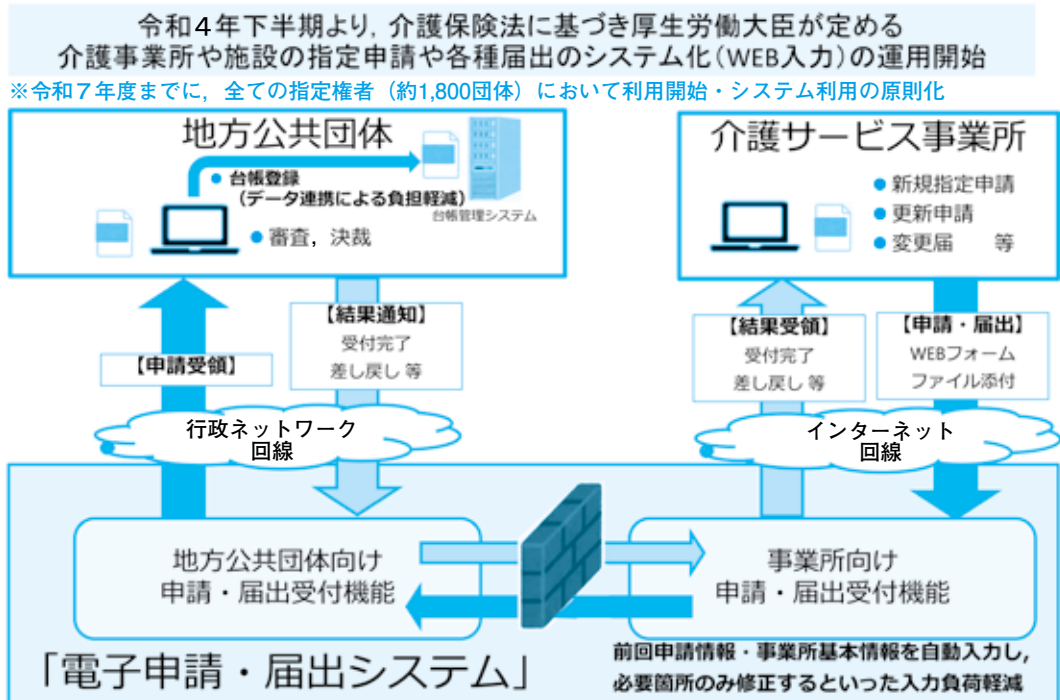 令和４年下半期より，介護保険法に基づき厚生労働大臣が定める
介護事業所や施設の指定申請や各種届出のシステム化（WEB入力）の運用開始
※令和７年度までに，全ての指定権者（約1,800団体）において利用開始・システム利用の原則化
地方公共団体
● 台帳登録
（データ連携による負担軽減）
台帳管理システム
● 審査，決裁
介護サービス事業所
● 新規指定申請
● 更新申請
● 変更届　等
【申請受領】
【結果通知】
受付完了
差し戻し 等
【結果受領】
受付完了
差し戻し 等
【申請・届出】
WEBフォーム
ファイル添付
行政ネットワーク
回線
インターネット
回線
地方公共団体向け
申請・届出受付機能
事業所向け
申請・届出受付機能
「電子申請・届出システム」
前回申請情報・事業所基本情報を自動入力し，
必要箇所のみ修正するといった入力負荷軽減